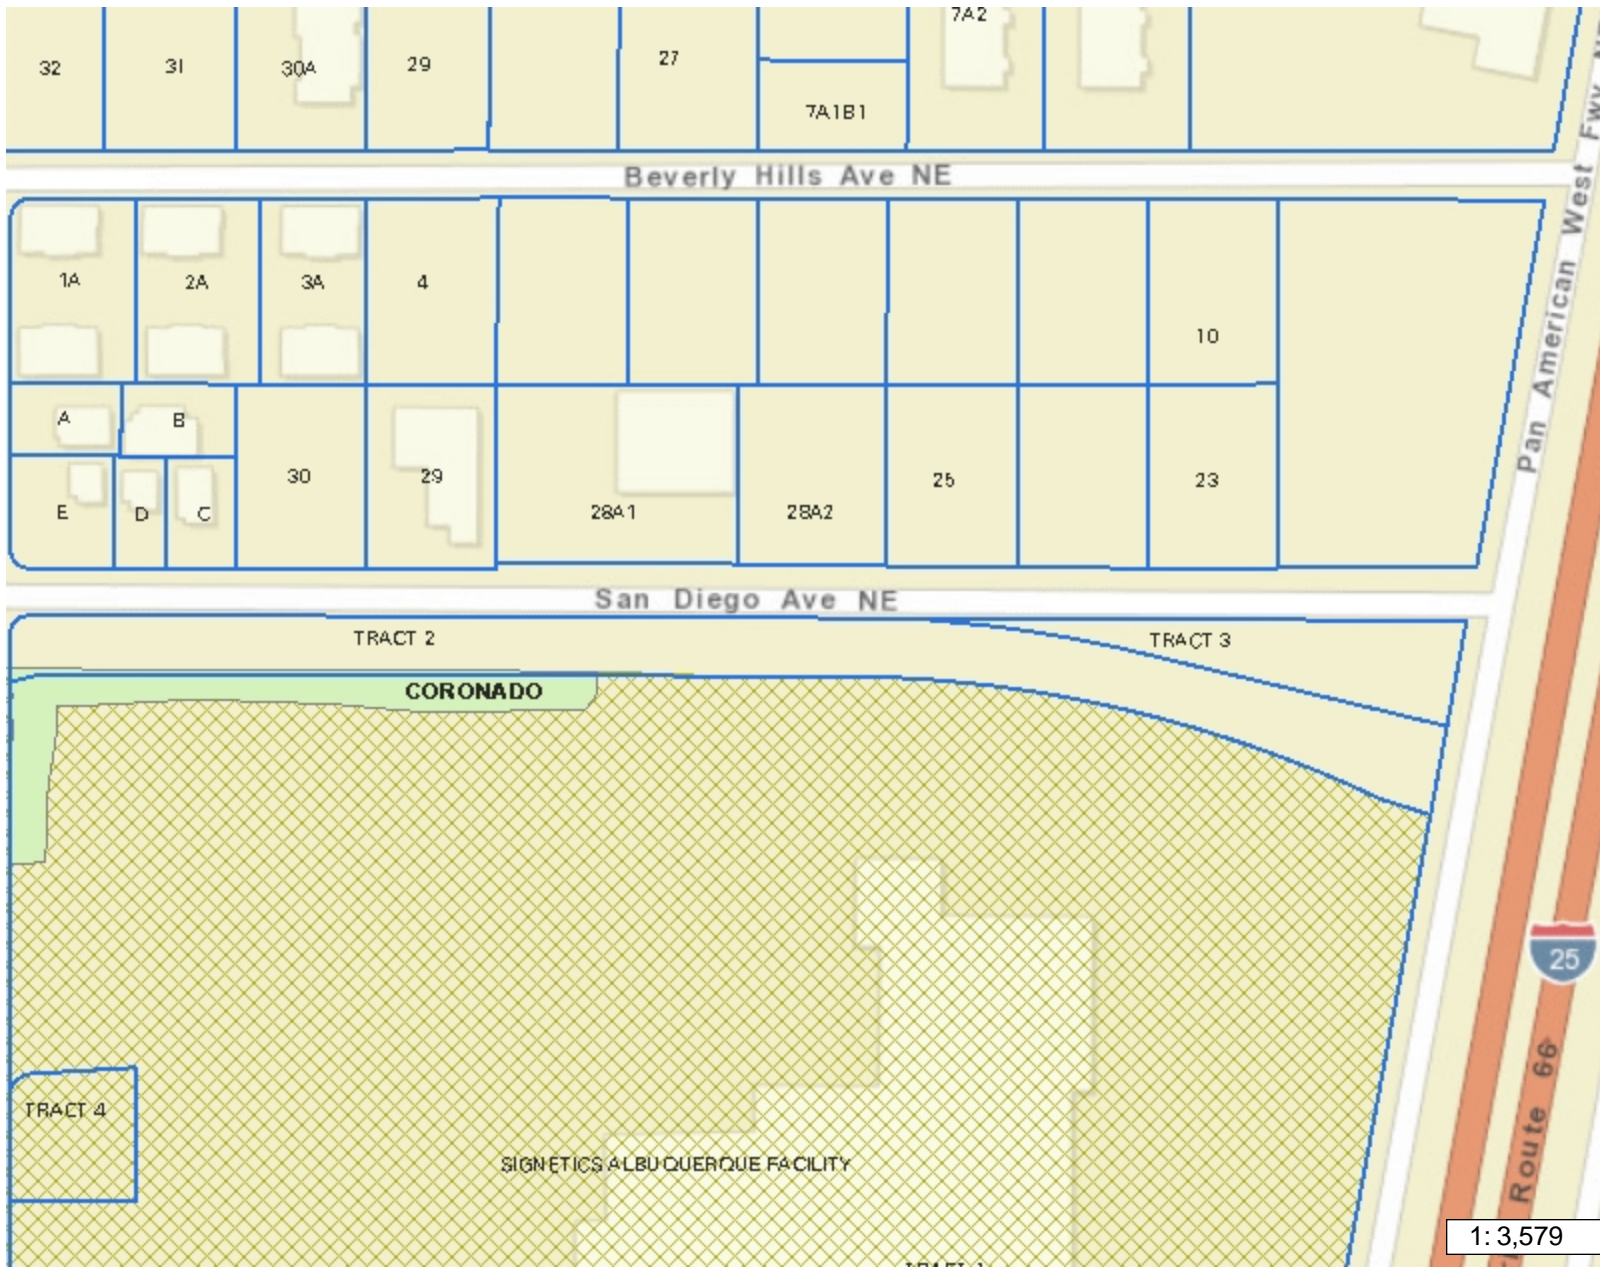 7A2
32 31 30A 29 27
7A1B1
Beverly Hills Ave NE
Pan American West Fwy
1A 2A 3A 4
10
A B
30 29 25 23
E D C 28A1 28A2
San Diego Ave NE
TRACT 2 TRACT 3
CORONADO
25
TRACT 4
Route 66
SIGNETICS ALBUQUERQUE FACILITY
1: 3,579